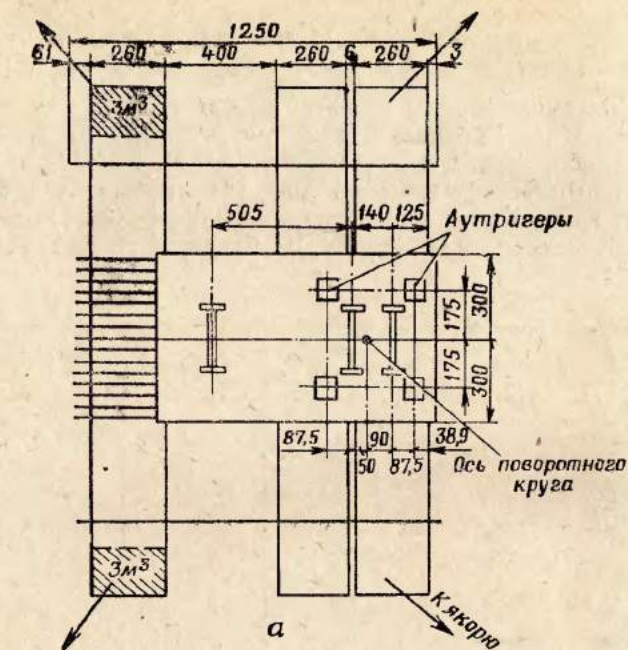 1250
61 260 400 260 6 260 3
3м³
505 140 125
Аутригеры
175 300
175 300
87,5 90 38,9
50 87,5
Ось поворотного
круга
3м³
К якорю
а